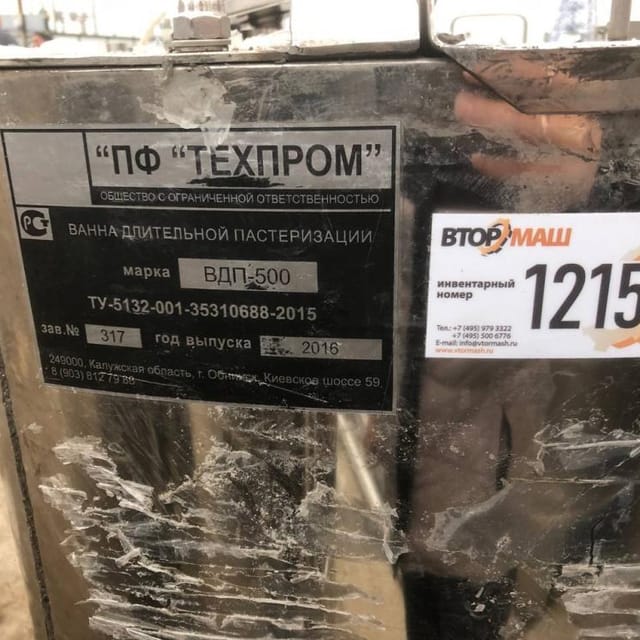 "ПФ "ТЕХПРОМ"
ОБЩЕСТВО С ОГРАНИЧЕННОЙ ОТВЕТСТВЕННОСТЬЮ
ВАННА ДЛИТЕЛЬНОЙ ПАСТЕРИЗАЦИИ
марка ВДП-500
ТУ-5132-001-35310688-2015
зав.№ 317 год выпуска 2016
249000, Калужская область, г. Обнинск, Киевское шоссе 59,
8 (903) 812 79 88
ВТОРМАШ
инвентарный
номер
1215
Тел.: +7 (495) 979 3322
+7 (495) 500 6776
E-mail: info@vtormash.ru
www.vtormash.ru